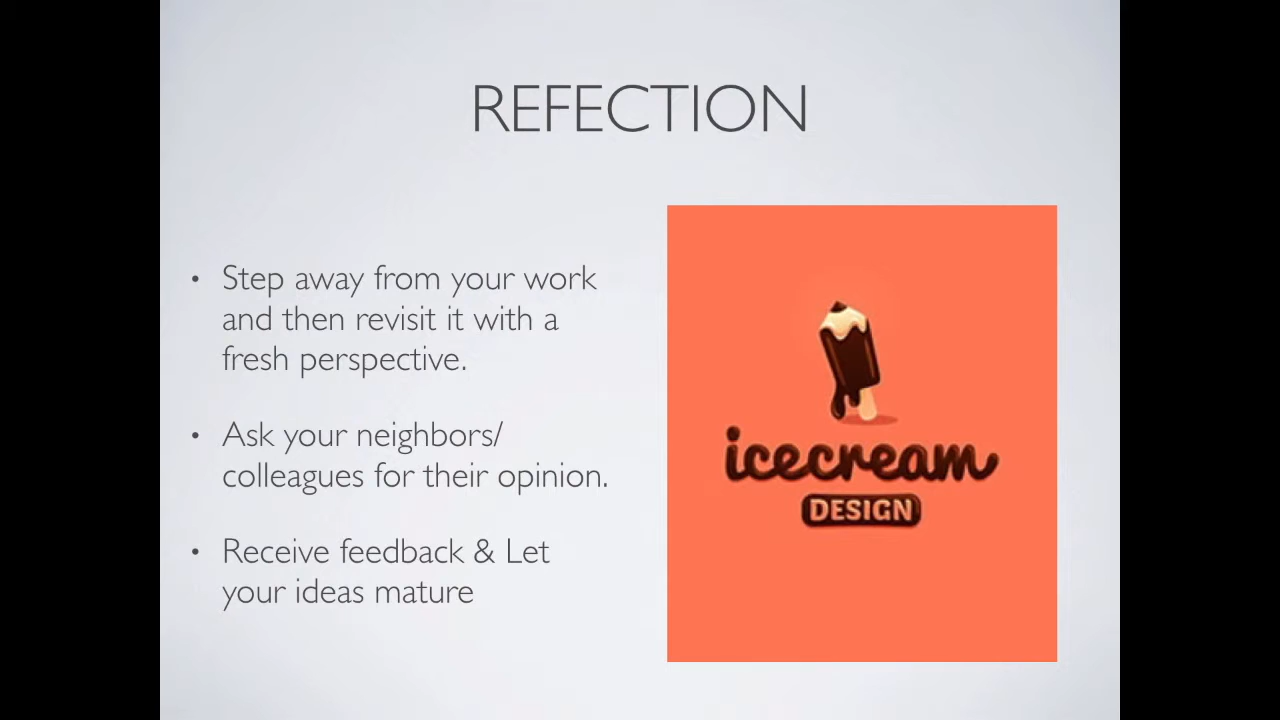 REFECTION
• Step away from your work
and then revisit it with a
fresh perspective.
• Ask your neighbors/
colleagues for their opinion.
• Receive feedback & Let
your ideas mature
icecream
DESIGN